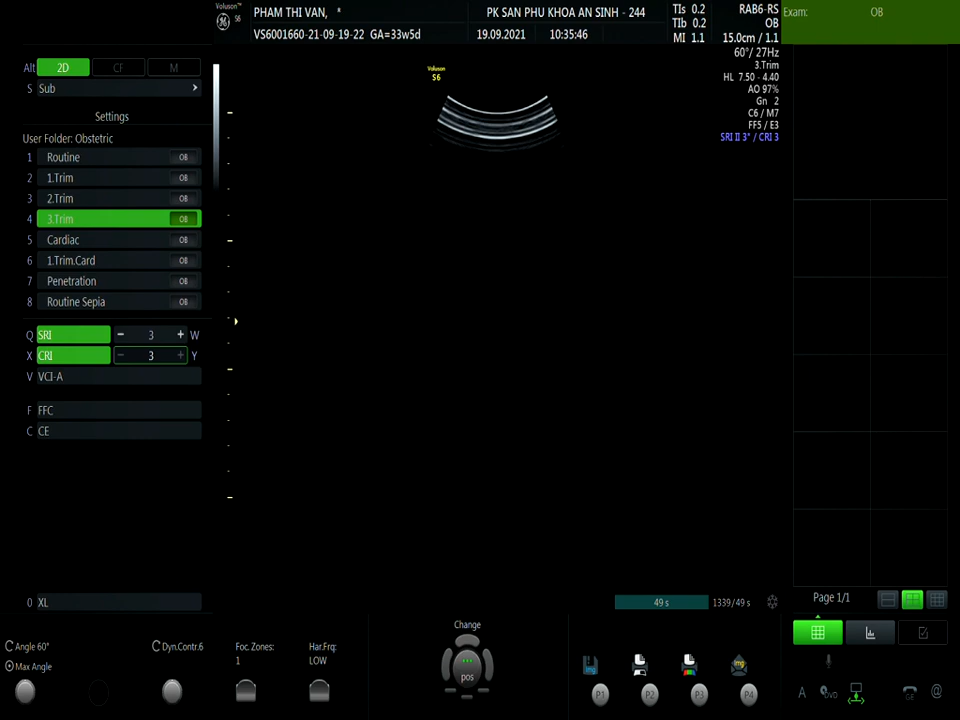 Voluson™
S6
PHAM THI VAN, *
PK SAN PHU KHOA AN SINH - 244
TIs 0.2
TIb 0.2
MI 1.1
RAB6-RS
OB
15.0cm / 1.1
Exam: OB
VS6001660-21-09-19-22 GA=33w5d
19.09.2021 10:35:46
60°/ 27Hz
3.Trim
HL 7.50 - 4.40
AO 97%
Gn 2
C6 / M7
FF5 / E3
SRI II 3" / CRI 3
Voluson
S6
Alt 2D CF M
S Sub
Settings
User Folder: Obstetric
1 Routine OB
2 1.Trim OB
3 2.Trim OB
4 3.Trim OB
5 Cardiac OB
6 1.Trim.Card OB
7 Penetration OB
8 Routine Sepia OB
Q SRI - 3 + W
X CRI - 3 + Y
V VCI-A
F FFC
C CE
0 XL
49 s 1339/49 s
Page 1/1
Angle 60°
Max Angle
Dyn.Contr.6
Foc. Zones:
1
Har.Frq:
LOW
Change
pos
img
P1 P2 P3 P4
A DVD @